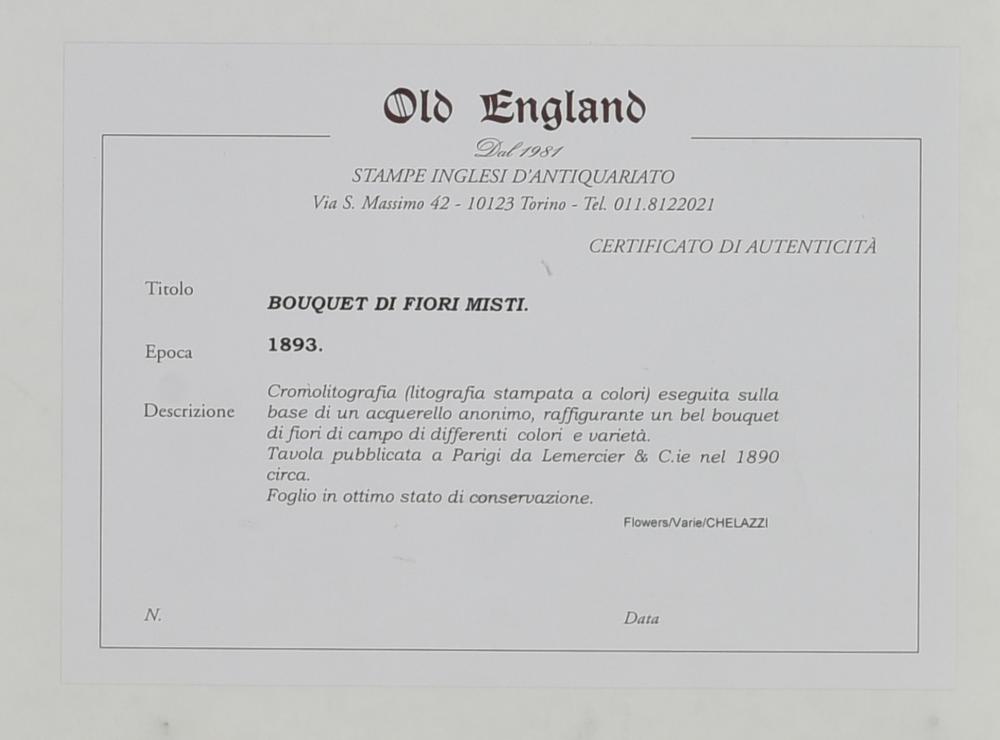 Old England
Dal 1981
STAMPE INGLESI D'ANTIQUARIATO
Via S. Massimo 42 - 10123 Torino - Tel. 011.8122021
CERTIFICATO DI AUTENTICITÀ
Titolo
BOUQUET DI FIORI MISTI.
Epoca
1893.
Descrizione
Cromolitografia (litografia stampata a colori) eseguita sulla
base di un acquerello anonimo, raffigurante un bel bouquet
di fiori di campo di differenti colori e varietà.
Tavola pubblicata a Parigi da Lemercier & C.ie nel 1890
circa.
Foglio in ottimo stato di conservazione.
Flowers/Varie/CHELAZZI
N.
Data